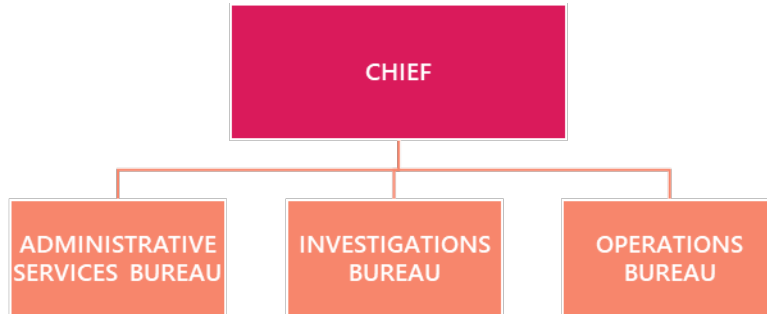 CHIEF
ADMINISTRATIVE
SERVICES BUREAU
INVESTIGATIONS
BUREAU
OPERATIONS
BUREAU